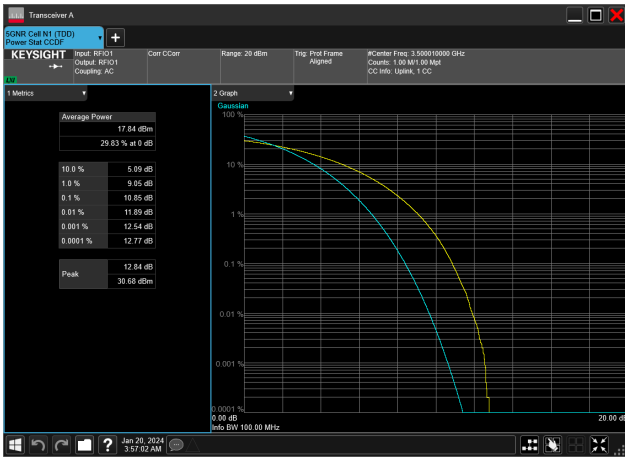 Transceiver A
5GNR Cell N1 (TDD)
Power Stat CCDF
KEYSIGHT
LXI
Input: RFIO1
Output: RFIO1
Coupling: AC
Corr CCorr
Range: 20 dBm
Trig: Prot Frame
Aligned
#Center Freq: 3.500010000 GHz
Counts: 1.00 M/1.00 Mpt
CC Info: Uplink, 1 CC
1 Metrics
Average Power
17.84 dBm
29.83 % at 0 dB
10.0 % 5.09 dB
1.0 % 9.05 dB
0.1 % 10.85 dB
0.01 % 11.89 dB
0.001 % 12.54 dB
0.0001 % 12.77 dB
Peak
12.84 dB
30.68 dBm
2 Graph
Gaussian
100 %
10 %
1 %
0.1 %
0.01 %
0.001 %
0.0001 %
0.00 dB
20.00 dB
Info BW 100.00 MHz
?
Jan 20, 2024
3:57:02 AM